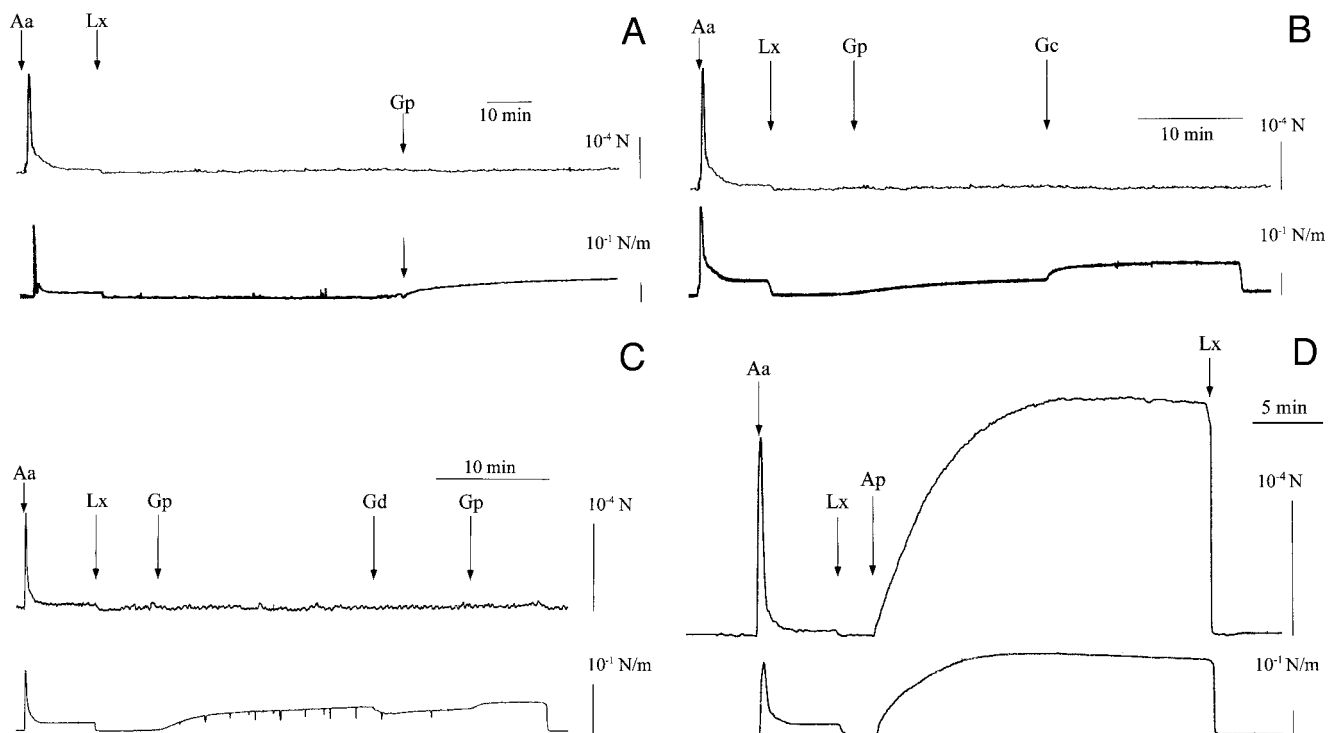 A
Aa
Lx
Gp
10 min
10⁻⁴ N
10⁻¹ N/m
B
Aa
Lx
Gp
Gc
10 min
10⁻⁴ N
10⁻¹ N/m
C
Aa
Lx
Gp
Gd
Gp
10 min
10⁻⁴ N
10⁻¹ N/m
D
Aa
Lx
Ap
Lx
5 min
10⁻⁴ N
10⁻¹ N/m